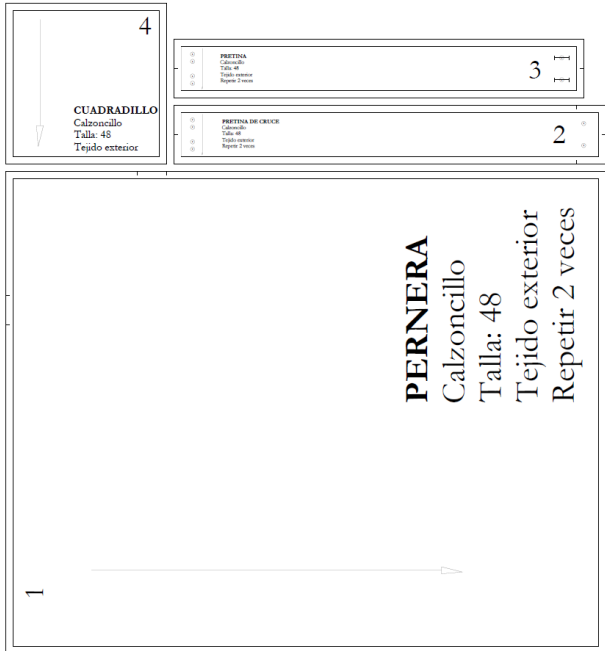 4
CUADRADILLO
Calzoncillo
Talla: 48
Tejido exterior
PRETINA
Calzoncillo
Talla: 48
Tejido exterior
Repetir 2 veces
3
PRETINA DE CRUCE
Calzoncillo
Talla: 48
Tejido exterior
Repetir 2 veces
2
PERNERA
Calzoncillo
Talla: 48
Tejido exterior
Repetir 2 veces
1